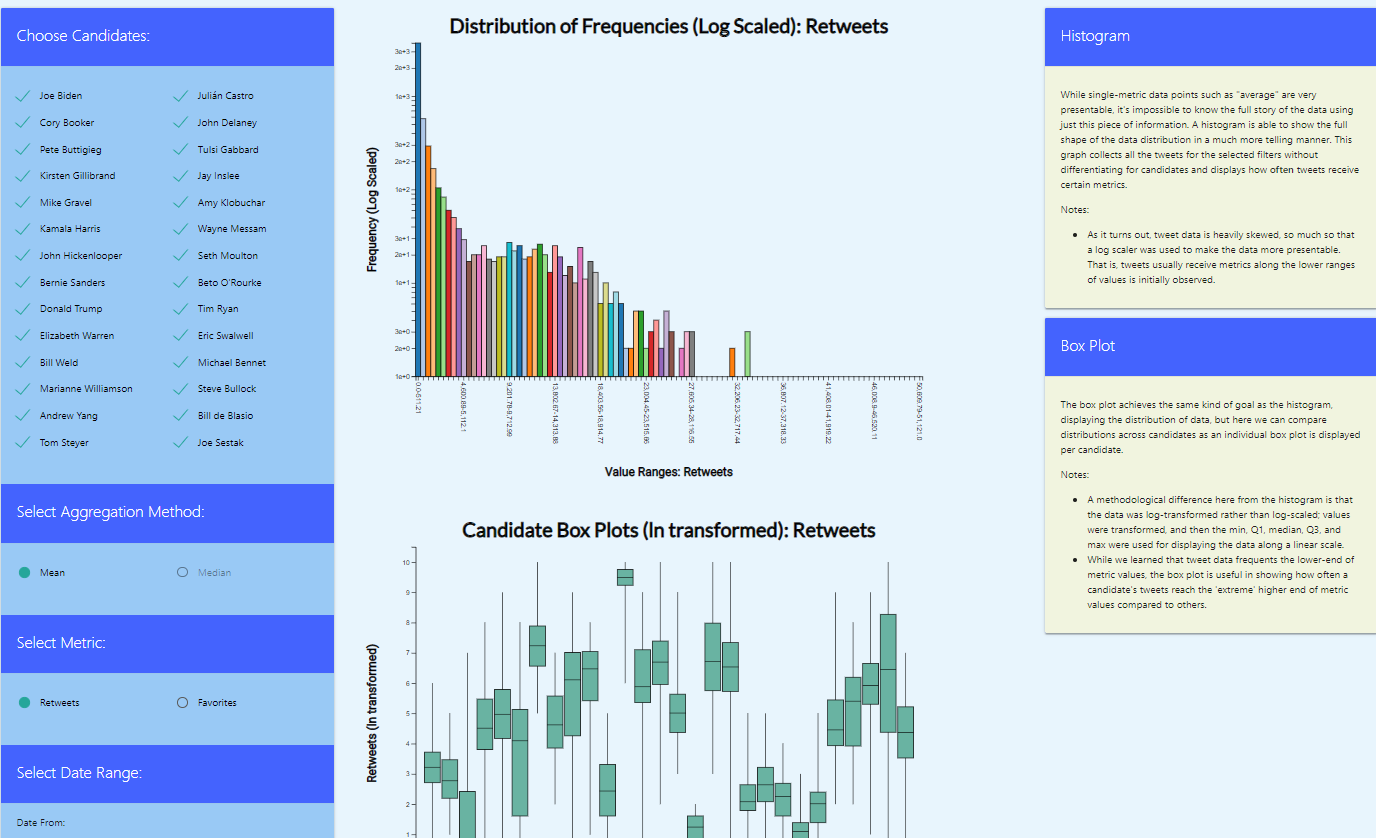 Choose Candidates:
Joe Biden
Julián Castro
Cory Booker
John Delaney
Pete Buttigieg
Tulsi Gabbard
Kirsten Gillibrand
Jay Inslee
Mike Gravel
Amy Klobuchar
Kamala Harris
Wayne Messam
John Hickenlooper
Seth Moulton
Bernie Sanders
Beto O'Rourke
Donald Trump
Tim Ryan
Elizabeth Warren
Eric Swalwell
Bill Weld
Michael Bennet
Marianne Williamson
Steve Bullock
Andrew Yang
Bill de Blasio
Tom Steyer
Joe Sestak
Select Aggregation Method:
Mean
Median
Select Metric:
Retweets
Favorites
Select Date Range:
Date From:
Distribution of Frequencies (Log Scaled): Retweets
Frequency (Log Scaled)
3e+3
2e+3
1e+3
3e+2
2e+2
1e+2
3e+1
2e+1
1e+1
3e+0
2e+0
1e+0
0.0-511.21
4,600.89-5,112.1
9,201.78-9,712.99
13,802.67-14,313.88
18,403.56-18,914.77
23,004.45-23,515.66
27,605.34-28,116.55
32,206.23-32,717.44
36,807.12-37,318.33
41,408.01-41,919.22
46,008.9-46,520.11
50,609.79-51,121.0
Value Ranges: Retweets
Candidate Box Plots (ln transformed): Retweets
Retweets (ln transformed)
10
9
8
7
6
5
4
3
2
1
Histogram
While single-metric data points such as "average" are very
presentable, it's impossible to know the full story of the data using
just this piece of information. A histogram is able to show the full
shape of the data distribution in a much more telling manner. This
graph collects all the tweets for the selected filters without
differentiating for candidates and displays how often tweets receive
certain metrics.
Notes:
As it turns out, tweet data is heavily skewed, so much so that
a log scaler was used to make the data more presentable.
That is, tweets usually receive metrics along the lower ranges
of values is initially observed.
Box Plot
The box plot achieves the same kind of goal as the histogram,
displaying the distribution of data, but here we can compare
distributions across candidates as an individual box plot is displayed
per candidate.
Notes:
A methodological difference here from the histogram is that
the data was log-transformed rather than log-scaled; values
were transformed, and then the min, Q1, median, Q3, and
max were used for displaying the data along a linear scale.
While we learned that tweet data frequents the lower-end of
metric values, the box plot is useful in showing how often a
candidate's tweets reach the 'extreme' higher end of metric
values compared to others.